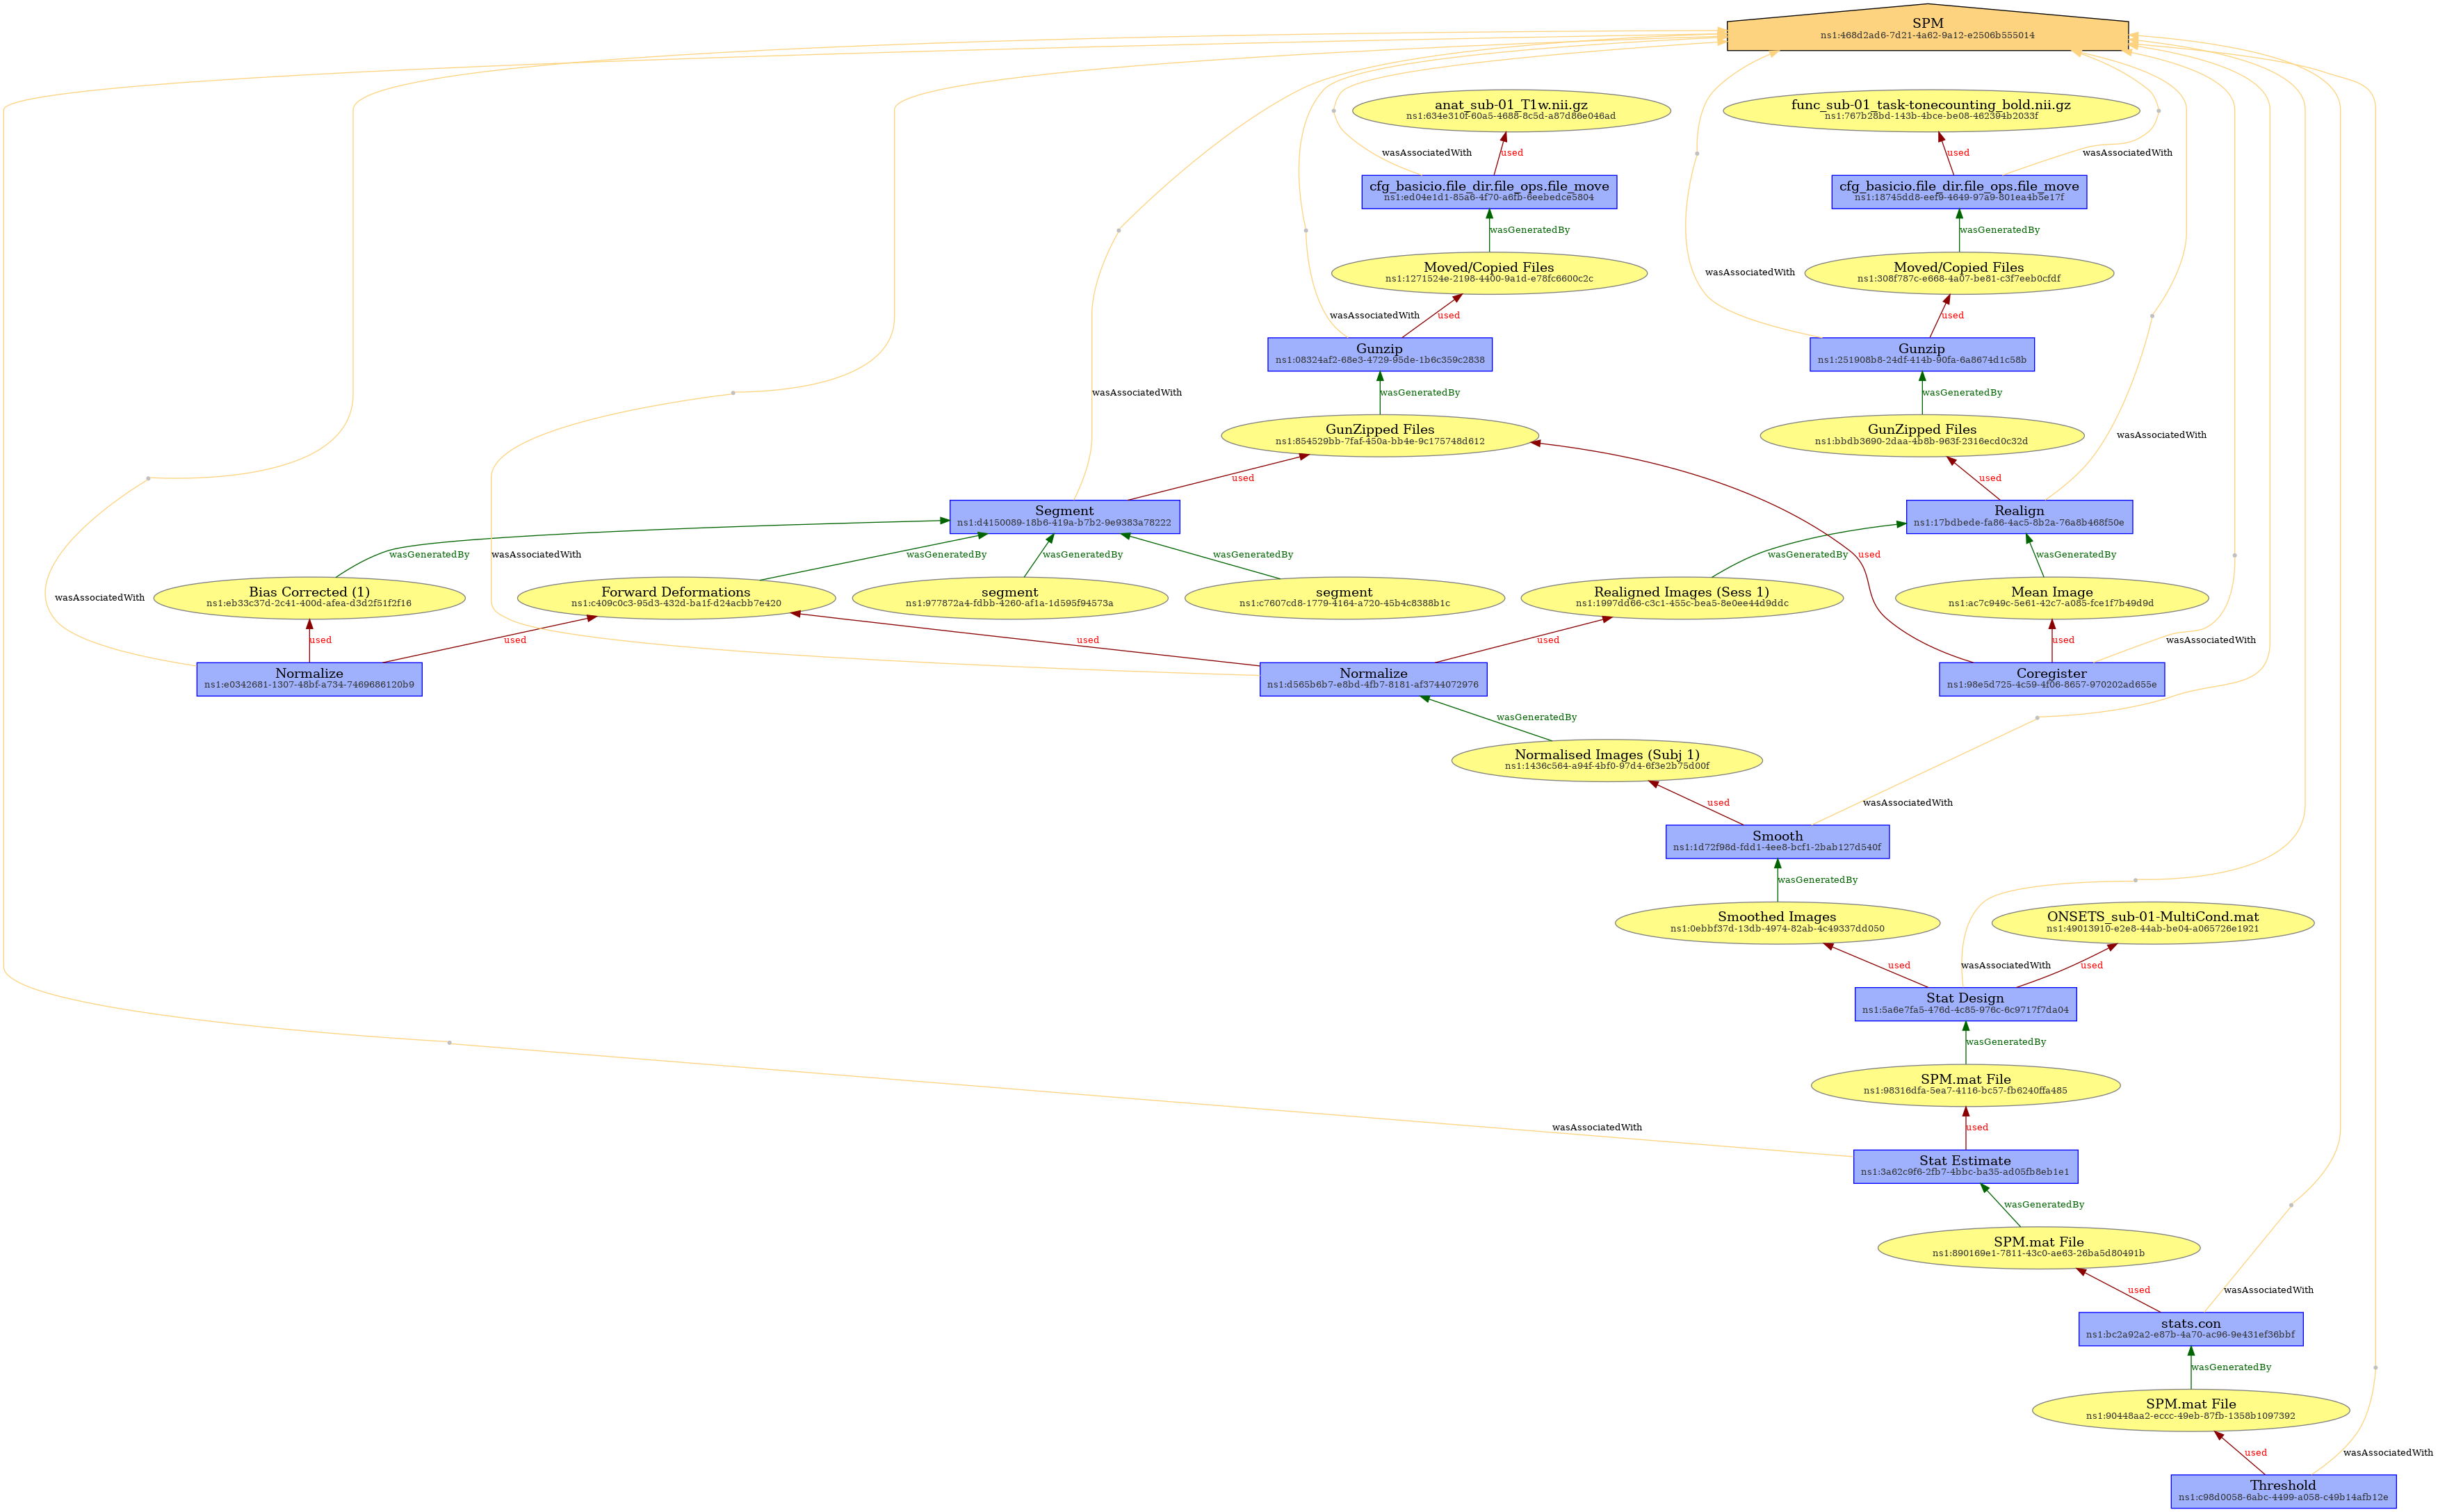 SPM
ns1:468d2ad6-7d21-4a62-9a12-e2506b555014
anat_sub-01_T1w.nii.gz
ns1:634e310f-60a5-4688-8c5d-a87d86e046ad
func_sub-01_task-tonecounting_bold.nii.gz
ns1:767b28bd-143b-4bce-be08-462394b2033f
wasAssociatedWith
used
used
wasAssociatedWith
cfg_basicio.file_dir.file_ops.file_move
ns1:ed04e1d1-85a6-4f70-a6fb-6eebedce5804
cfg_basicio.file_dir.file_ops.file_move
ns1:18745dd8-eef9-4649-97a9-801ea4b5e17f
wasGeneratedBy
wasGeneratedBy
Moved/Copied Files
ns1:1271524e-2198-4400-9a1d-e78fc6600c2c
Moved/Copied Files
ns1:308f787c-e668-4a07-be81-c3f7eeb0cfdf
wasAssociatedWith
wasAssociatedWith
used
used
Gunzip
ns1:08324af2-68e3-4729-95de-1b6c359c2838
Gunzip
ns1:251908b8-24df-414b-90fa-6a8674d1c58b
wasAssociatedWith
wasGeneratedBy
wasGeneratedBy
GunZipped Files
ns1:854529bb-7faf-450a-bb4e-9c175748d612
GunZipped Files
ns1:bbdb3690-2daa-4b8b-963f-2316ecd0c32d
wasAssociatedWith
used
used
Segment
ns1:d4150089-18b6-419a-b7b2-9e9383a78222
Realign
ns1:17bdbede-fa86-4ac5-8b2a-76a8b468f50e
wasGeneratedBy
wasAssociatedWith
wasGeneratedBy
wasGeneratedBy
wasGeneratedBy
wasGeneratedBy
used
wasGeneratedBy
Bias Corrected (1)
ns1:eb33c37d-2c41-400d-afea-d3d2f51f2f16
Forward Deformations
ns1:c409c0c3-95d3-432d-ba1f-d24acbb7e420
segment
ns1:977872a4-fdbb-4260-af1a-1d595f94573a
segment
ns1:c7607cd8-1779-4164-a720-45b4c8388b1c
Realigned Images (Sess 1)
ns1:1997dd66-c3c1-455c-bea5-8e0ee44d9ddc
Mean Image
ns1:ac7c949c-5e61-42c7-a085-fce1f7b49d9d
wasAssociatedWith
used
used
used
used
used
wasAssociatedWith
Normalize
ns1:e0342681-1307-48bf-a734-7469686120b9
Normalize
ns1:d565b6b7-e8bd-4fb7-8181-af3744072976
Coregister
ns1:98e5d725-4c59-4f06-8657-970202ad655e
wasGeneratedBy
Normalised Images (Subj 1)
ns1:1436c564-a94f-4bf0-97d4-6f3e2b75d00f
used
wasAssociatedWith
Smooth
ns1:1d72f98d-fdd1-4ee8-bcf1-2bab127d540f
wasGeneratedBy
Smoothed Images
ns1:0ebbf37d-13db-4974-82ab-4c49337dd050
ONSETS_sub-01-MultiCond.mat
ns1:49013910-e2e8-44ab-be04-a065726e1921
used
wasAssociatedWith
used
Stat Design
ns1:5a6e7fa5-476d-4c85-976c-6c9717f7da04
wasGeneratedBy
SPM.mat File
ns1:98316dfa-5ea7-4116-bc57-fb6240ffa485
wasAssociatedWith
used
Stat Estimate
ns1:3a62c9f6-2fb7-4bbc-ba35-ad05fb8eb1e1
wasGeneratedBy
SPM.mat File
ns1:890169e1-7811-43c0-ae63-26ba5d80491b
used
wasAssociatedWith
stats.con
ns1:bc2a92a2-e87b-4a70-ac96-9e431ef36bbf
wasGeneratedBy
SPM.mat File
ns1:90448aa2-eccc-49eb-87fb-1358b1097392
used
wasAssociatedWith
Threshold
ns1:c98d0058-6abc-4499-a058-c49b14afb12e